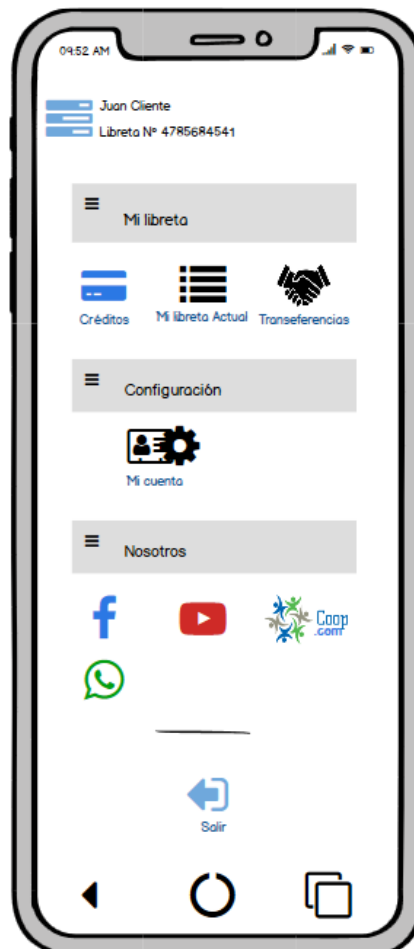 09:52 AM
Juan Cliente
Libreta Nº 4785684541
Mi libreta
Créditos
Mi libreta Actual
Transeferencias
Configuración
Mi cuenta
Nosotros
Coop
.com
Salir